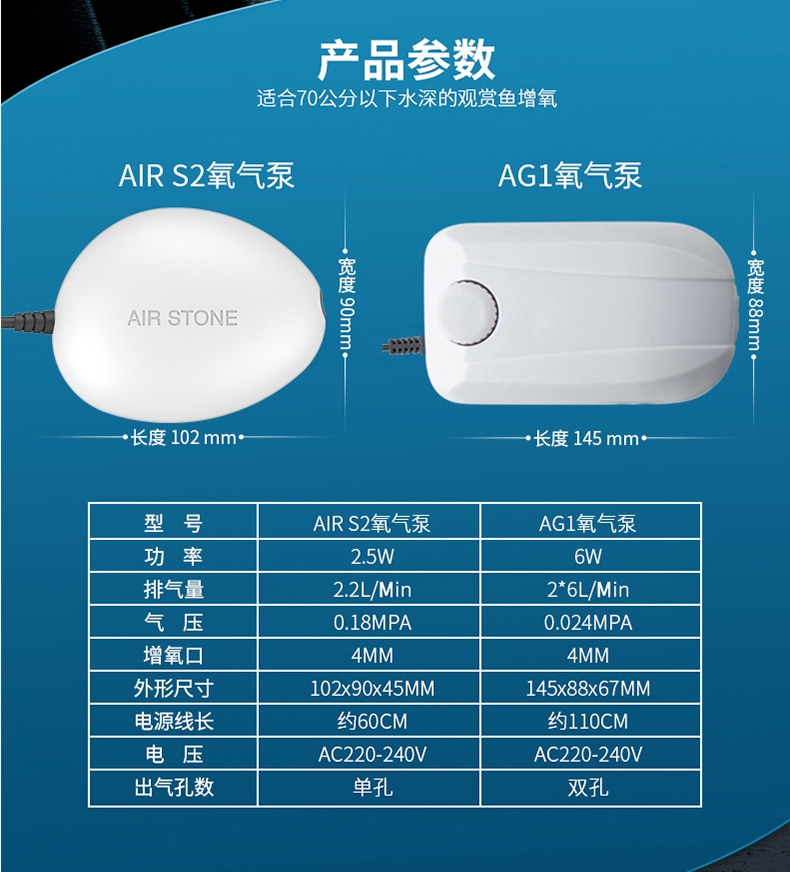 产品参数
适合70公分以下水深的观赏鱼增氧
AIR S2氧气泵
AG1氧气泵
AIR STONE
宽度 90mm
宽度 88mm
长度 102 mm
长度 145 mm
型 号 AIR S2氧气泵 AG1氧气泵
功 率 2.5W 6W
排气量 2.2L/Min 2*6L/Min
气 压 0.18MPA 0.024MPA
增氧口 4MM 4MM
外形尺寸 102x90x45MM 145x88x67MM
电源线长 约60CM 约110CM
电 压 AC220-240V AC220-240V
出气孔数 单孔 双孔